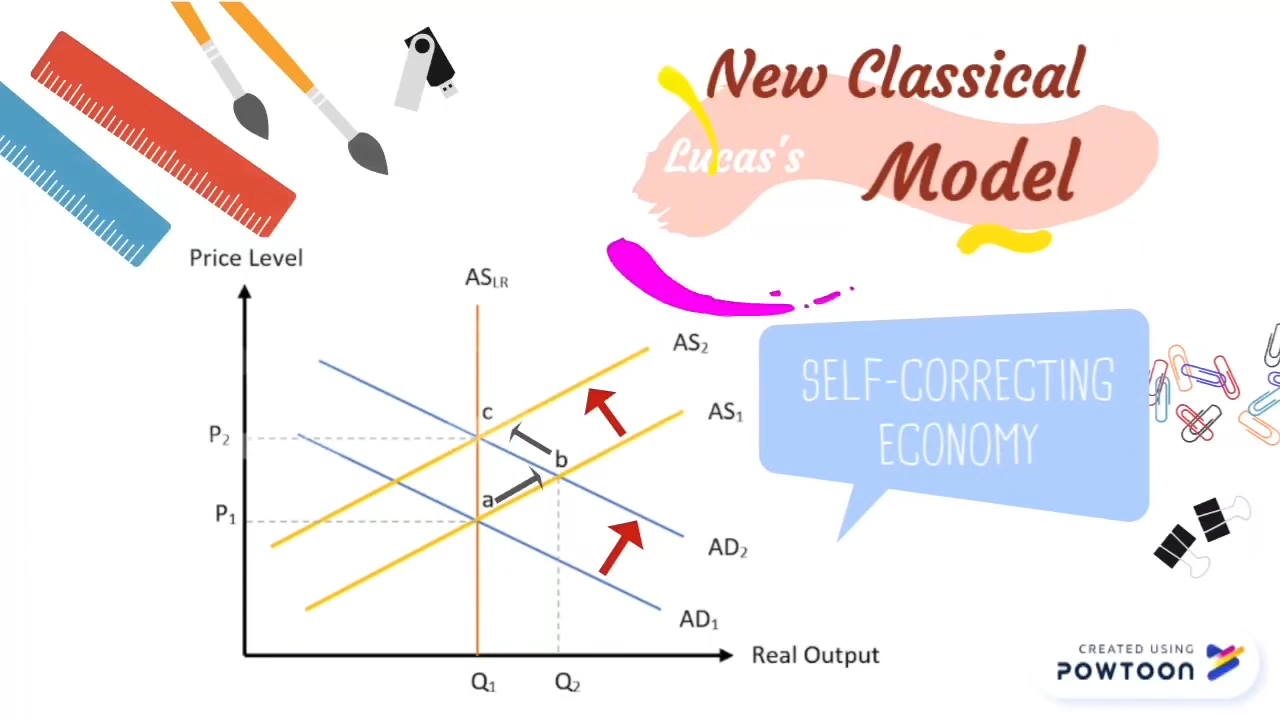 New Classical
Lucas's
Model
SELF-CORRECTING
ECONOMY
Price Level
AS_LR
AS₂
AS₁
c
P₂
b
a
P₁
AD₂
AD₁
Real Output
Q₁
Q₂
CREATED USING
POWTOON